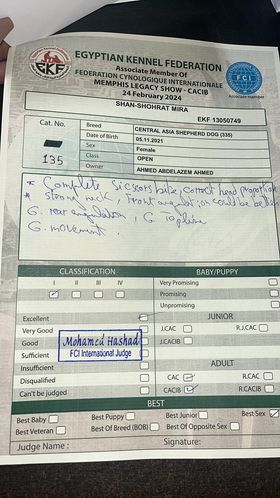 EGYPTIAN KENNEL FEDERATION
Associate Member Of
FEDERATION CYNOLOGIQUE INTERNATIONALE
MEMPHIS LEGACY SHOW - CACIB
24 February 2024
EKF
FCI
Associate member
SHAN-SHOHRAT MIRA
EKF 13050749
Cat. No.
135
Breed CENTRAL ASIA SHEPHERD DOG (335)
Date of Birth 05.11.2021
Sex Female
Class OPEN
Owner AHMED ABDELAZEM AHMED
* Complete Sicssors bite, correct head
* strong neck, front could be
G. rear angulation, G. topline
G. movement.
CLASSIFICATION
I II III IV
Excellent
Very Good
Good
Sufficient
Insufficient
Disqualified
Can't be judged
Mohamed Hashad
FCI International Judge
BABY/PUPPY
Very Promising
Promising
Unpromising
JUNIOR
J.CAC R.J.CAC
J.CACIB
ADULT
CAC R.CAC
CACIB R.CACIB
BEST
Best Baby Best Puppy Best Junior Best Sex
Best Veteran Best Of Breed (BOB) Best Of Opposite Sex
Judge Name : Signature: